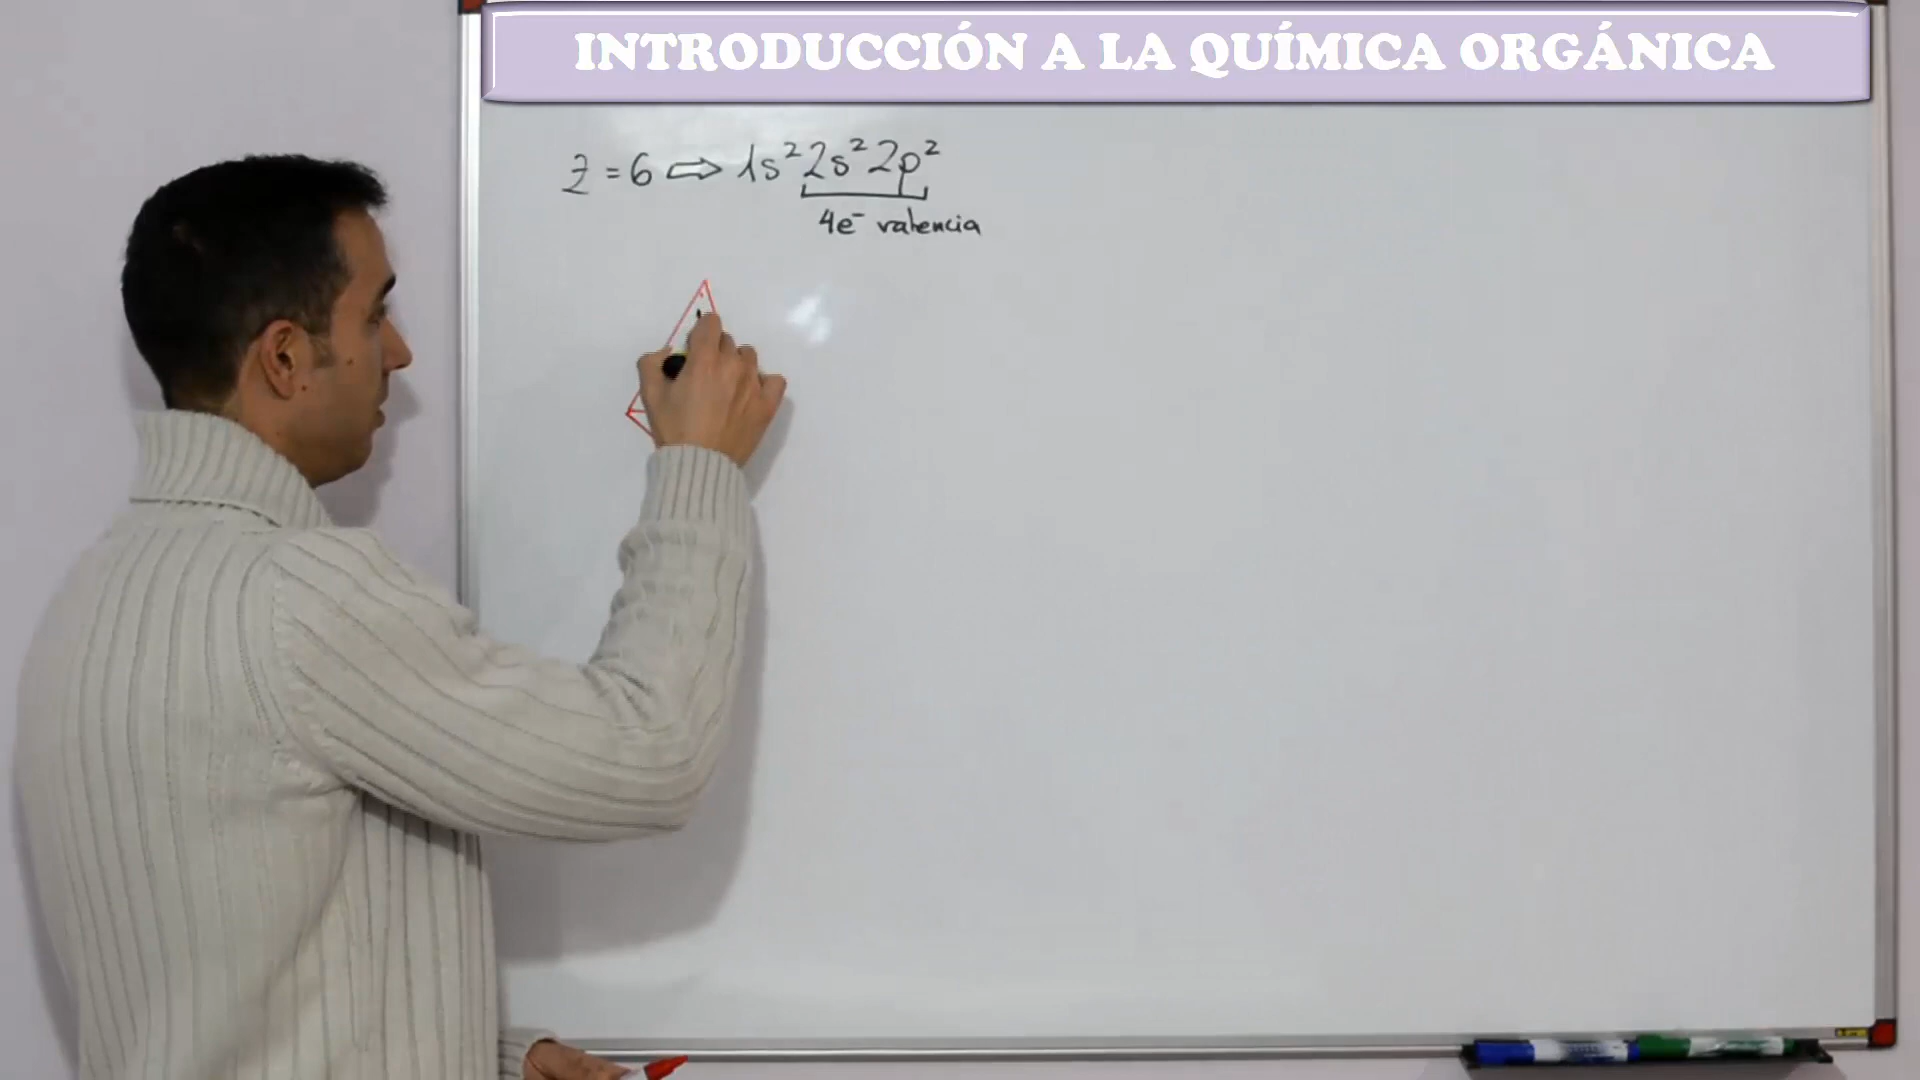 INTRODUCCIÓN A LA QUÍMICA ORGÁNICA
Z = 6 ⇨ 1s² 2s² 2p²
4e⁻ valencia